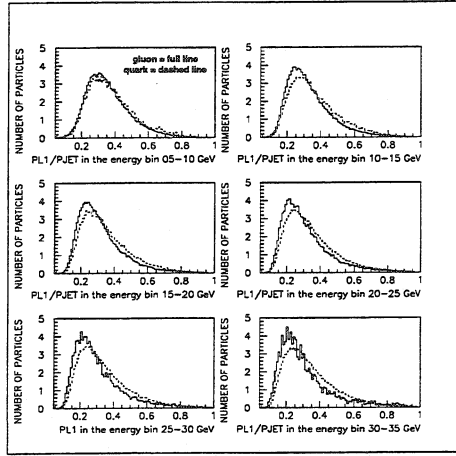 NUMBER OF PARTICLES
5
4
3
2
1
0
gluon = full line
quark = dashed line
0.2 0.4 0.6 0.8 1
PL1/PJET in the energy bin 05-10 GeV
NUMBER OF PARTICLES
5
4
3
2
1
0
0.2 0.4 0.6 0.8 1
PL1/PJET in the energy bin 10-15 GeV
NUMBER OF PARTICLES
5
4
3
2
1
0
0.2 0.4 0.6 0.8 1
PL1/PJET in the energy bin 15-20 GeV
NUMBER OF PARTICLES
5
4
3
2
1
0
0.2 0.4 0.6 0.8 1
PL1/PJET in the energy bin 20-25 GeV
NUMBER OF PARTICLES
5
4
3
2
1
0
0.2 0.4 0.6 0.8 1
PL1 in the energy bin 25-30 GeV
NUMBER OF PARTICLES
5
4
3
2
1
0
0.2 0.4 0.6 0.8 1
PL1/PJET in the energy bin 30-35 GeV